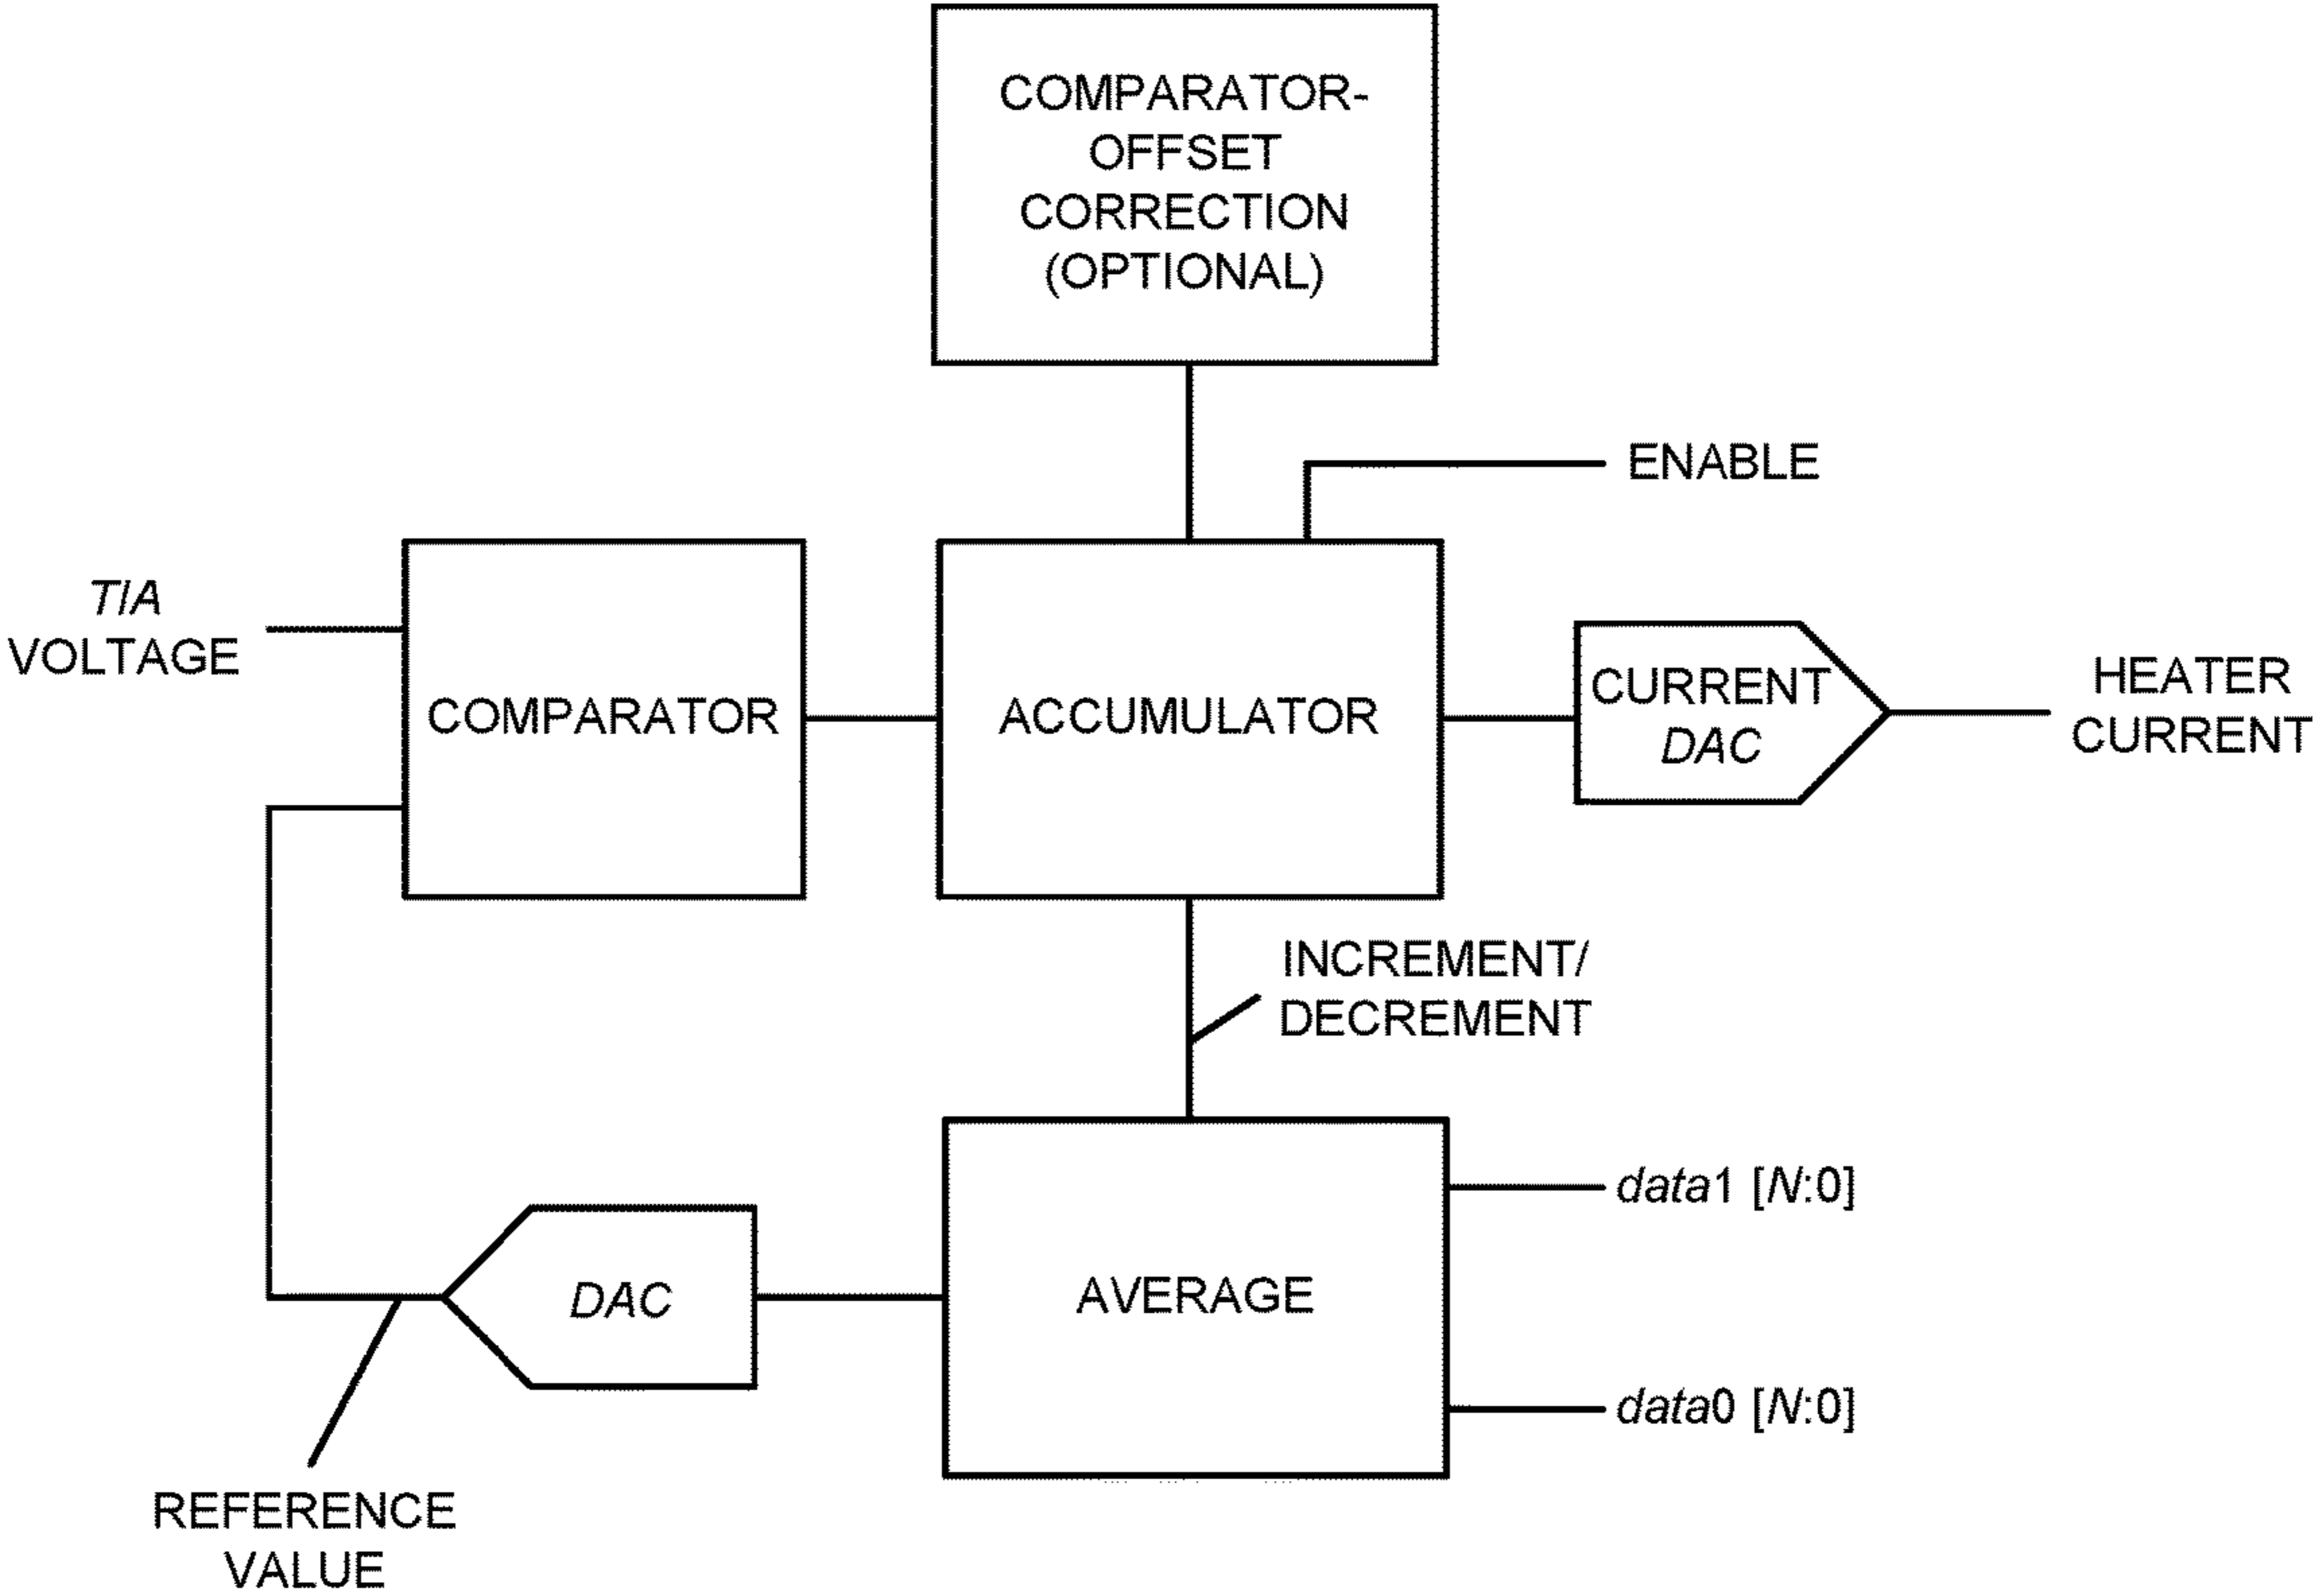 COMPARATOR-
OFFSET
CORRECTION
(OPTIONAL)
ENABLE
TIA
VOLTAGE
COMPARATOR
ACCUMULATOR
CURRENT
DAC
HEATER
CURRENT
INCREMENT/
DECREMENT
data1 [N:0]
DAC
AVERAGE
data0 [N:0]
REFERENCE
VALUE